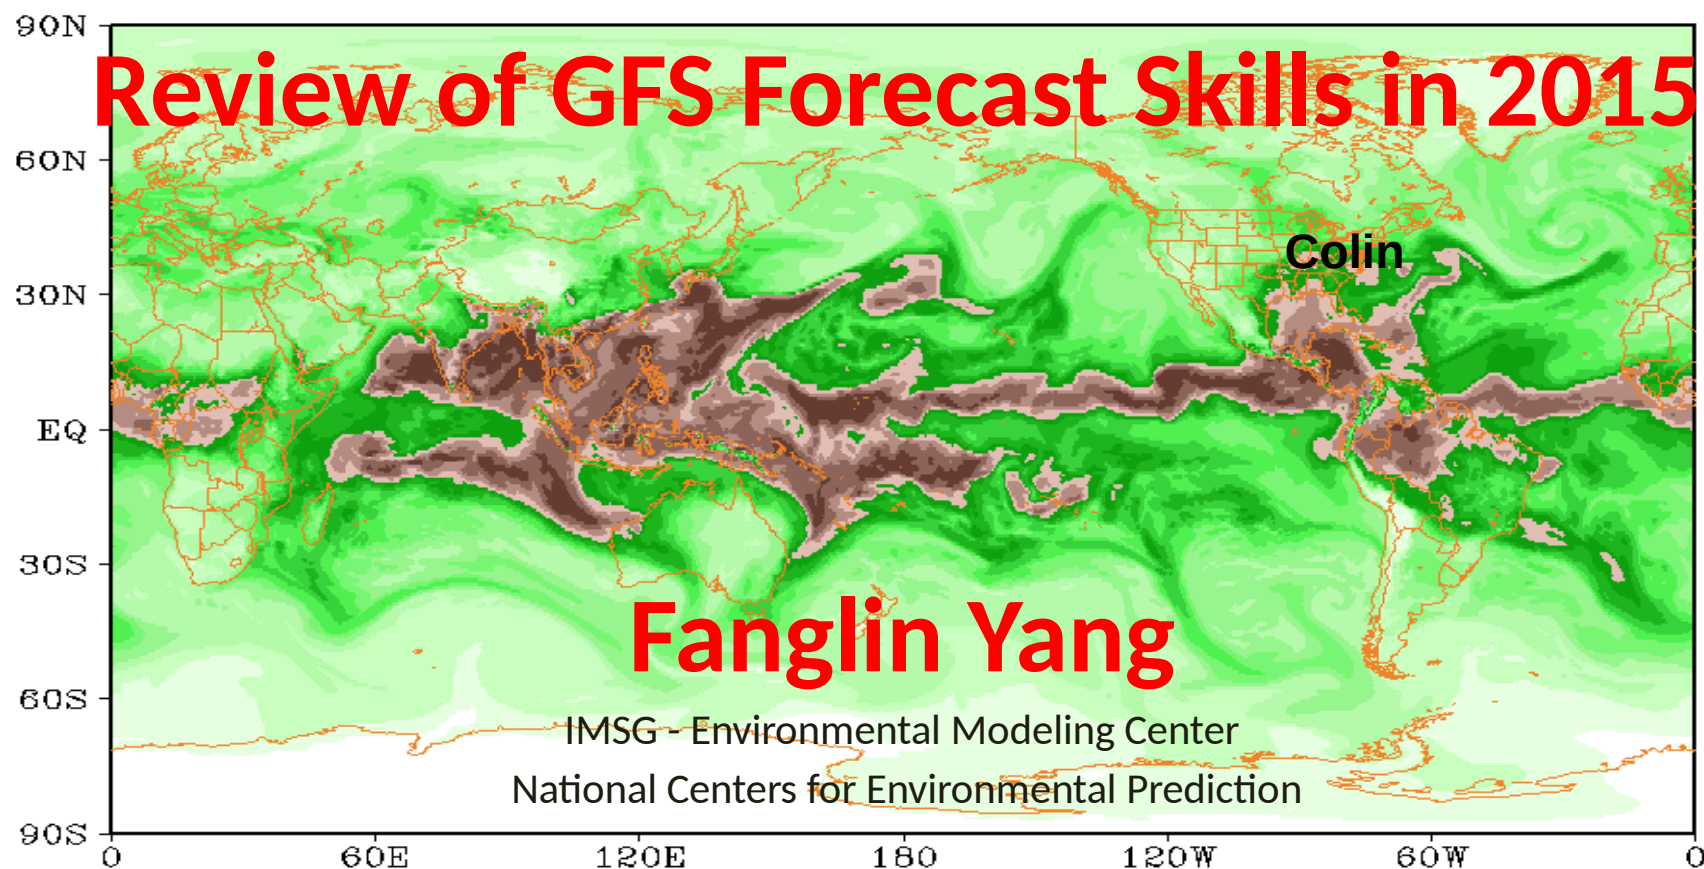 90N
Review of GFS Forecast Skills in 2015
60N
Colin
30N
EQ
30S
Fanglin Yang
60S
IMSG - Environmental Modeling Center
National Centers for Environmental Prediction
90S
0 60E 120E 180 120W 60W 0